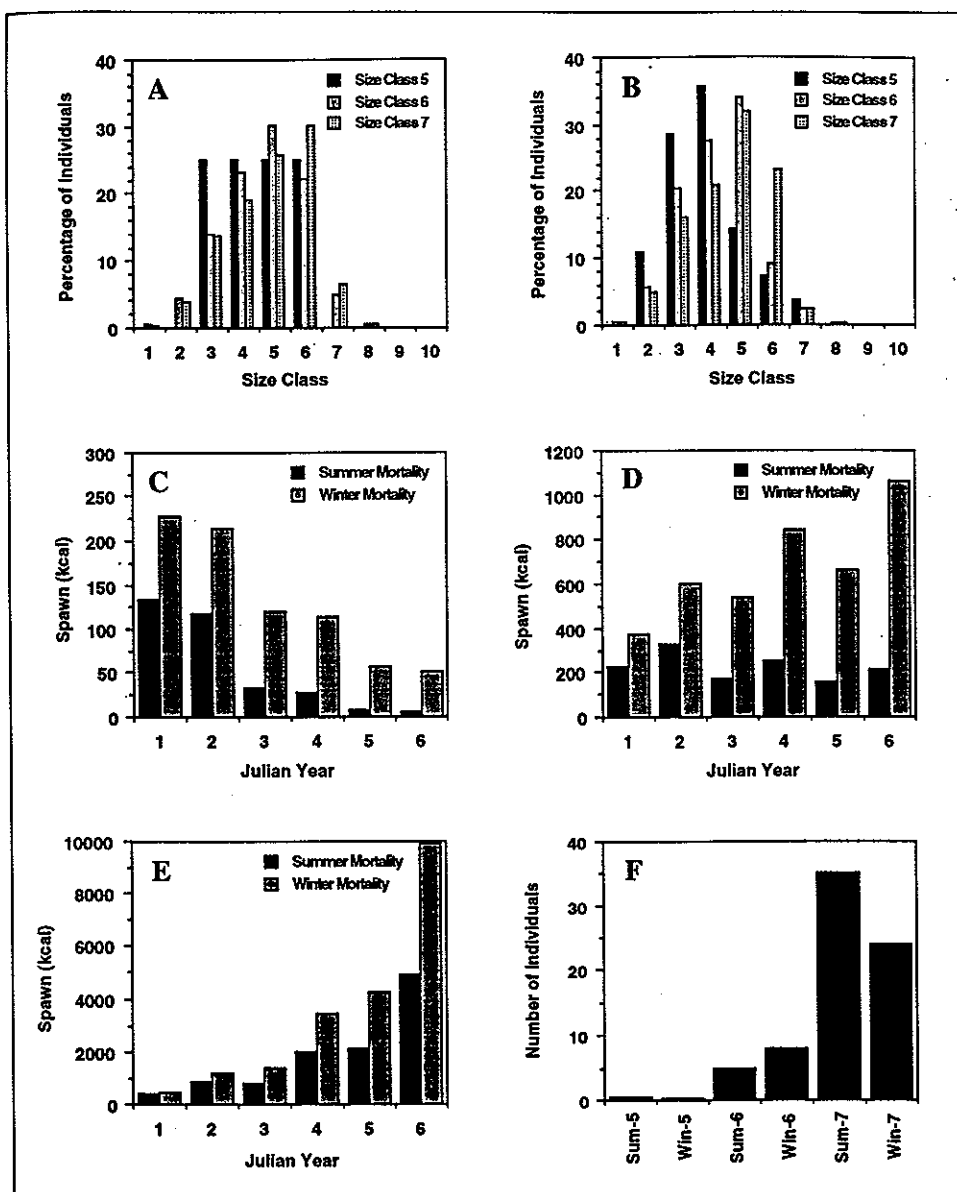 A
Size Class 5
Size Class 6
Size Class 7
Percentage of Individuals
40
30
20
10
0
1 2 3 4 5 6 7 8 9 10
Size Class
B
Size Class 5
Size Class 6
Size Class 7
Percentage of Individuals
40
30
20
10
0
1 2 3 4 5 6 7 8 9 10
Size Class
C
Summer Mortality
Winter Mortality
Spawn (kcal)
300
250
200
150
100
50
0
1 2 3 4 5 6
Julian Year
D
Summer Mortality
Winter Mortality
Spawn (kcal)
1200
1000
800
600
400
200
0
1 2 3 4 5 6
Julian Year
E
Summer Mortality
Winter Mortality
Spawn (kcal)
10000
8000
6000
4000
2000
0
1 2 3 4 5 6
Julian Year
F
Number of Individuals
40
30
20
10
0
Sum-5
Win-5
Sum-6
Win-6
Sum-7
Win-7